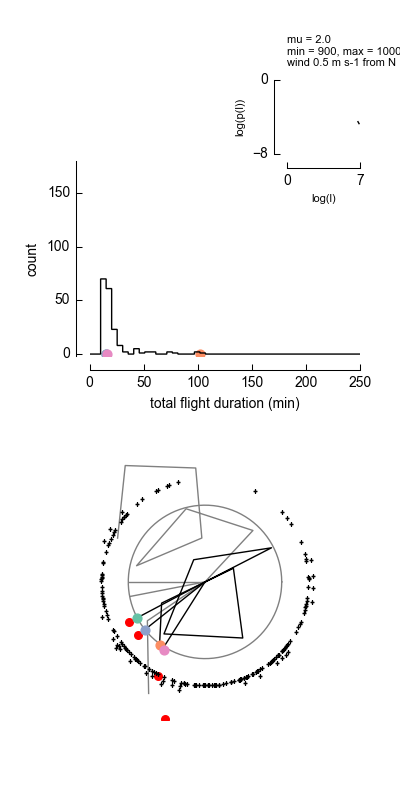 mu = 2.0
min = 900, max = 1000
wind 0.5 m s-1 from N
0
log(p(l))
−8
0 7
log(l)
150
100
50
0
count
0 50 100 150 200 250
total flight duration (min)